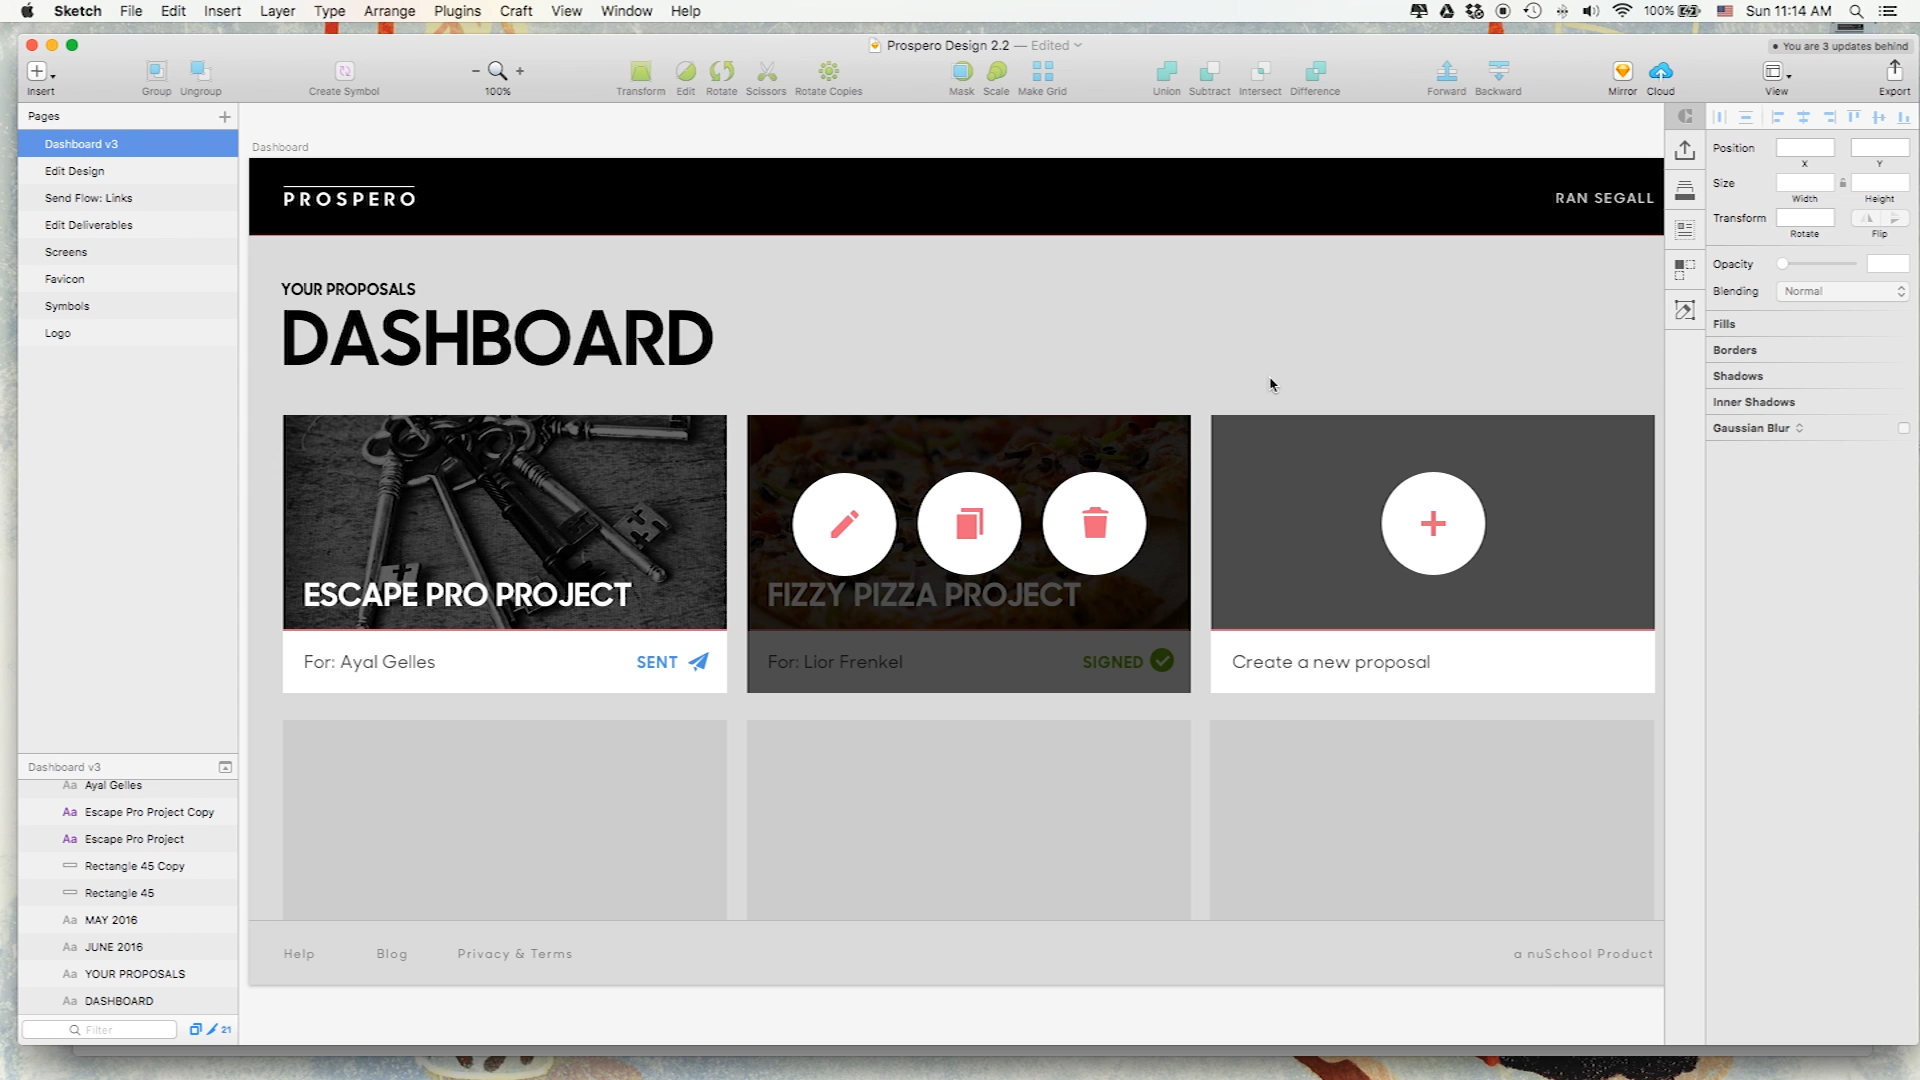 Sketch File Edit Insert Layer Type Arrange Plugins Craft View Window Help
100% Sun 11:14 AM
Prospero Design 2.2 — Edited
You are 3 updates behind
Insert Group Ungroup Create Symbol 100% Transform Edit Rotate Scissors Rotate Copies Mask Scale Make Grid Union Subtract Intersect Difference Forward Backward Mirror Cloud View Export
Pages
Dashboard v3
Edit Design
Send Flow: Links
Edit Deliverables
Screens
Favicon
Symbols
Logo
Dashboard v3
Ayal Gelles
Escape Pro Project Copy
Escape Pro Project
Rectangle 45 Copy
Rectangle 45
MAY 2016
JUNE 2016
YOUR PROPOSALS
DASHBOARD
Filter
21
Dashboard
PROSPERO
RAN SEGALL
YOUR PROPOSALS
DASHBOARD
ESCAPE PRO PROJECT
For: Ayal Gelles
SENT
FIZZY PIZZA PROJECT
For: Lior Frenkel
SIGNED
Create a new proposal
Help Blog Privacy & Terms
a nuSchool Product
Position
X Y
Size
Width Height
Transform
Rotate Flip
Opacity
Blending Normal
Fills
Borders
Shadows
Inner Shadows
Gaussian Blur